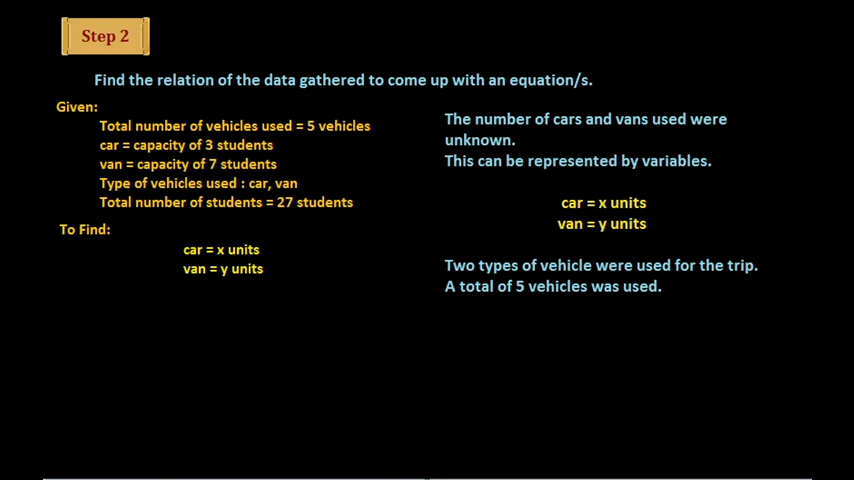 Step 2
Find the relation of the data gathered to come up with an equation/s.
Given:
Total number of vehicles used = 5 vehicles
car = capacity of 3 students
van = capacity of 7 students
Type of vehicles used : car, van
Total number of students = 27 students
To Find:
car = x units
van = y units
The number of cars and vans used were
unknown.
This can be represented by variables.
car = x units
van = y units
Two types of vehicle were used for the trip.
A total of 5 vehicles was used.